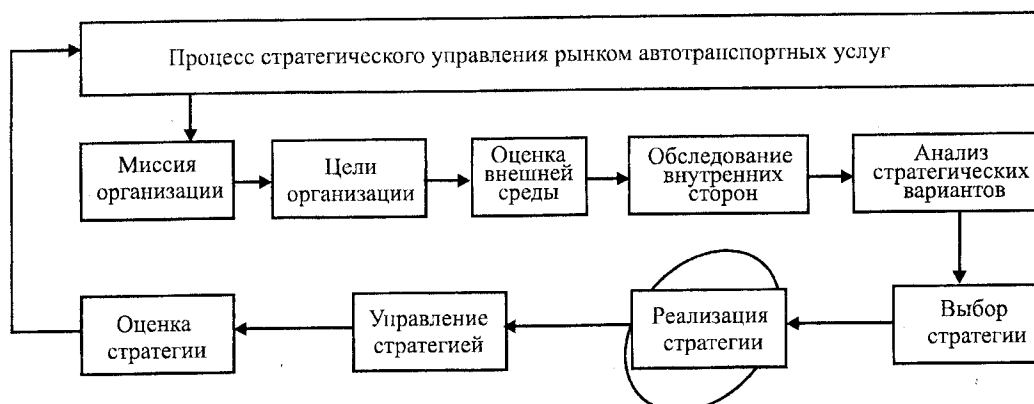 Процесс стратегического управления рынком автотранспортных услуг
Миссия
организации
Цели
организации
Оценка
внешней
среды
Обследование
внутренних
сторон
Анализ
стратегических
вариантов
Оценка
стратегии
Управление
стратегией
Реализация
стратегии
Выбор
стратегии